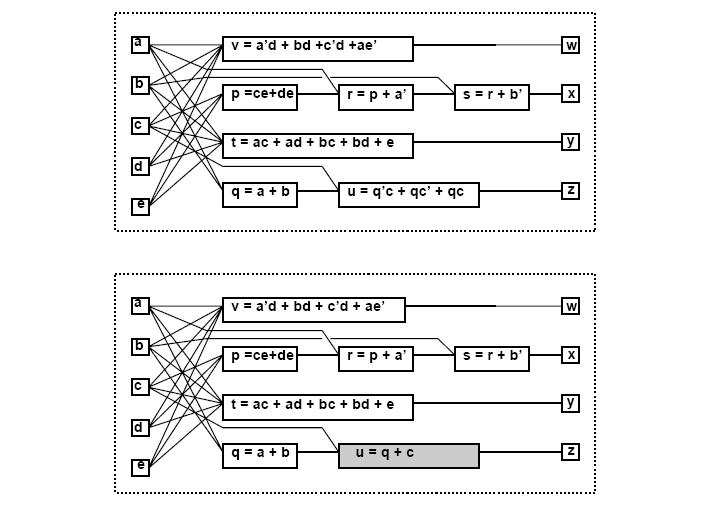 a
v = a'd + bd +c'd +ae'
w
b
p =ce+de
r = p + a'
s = r + b'
x
c
t = ac + ad + bc + bd + e
y
d
q = a + b
u = q'c + qc' + qc
z
e
a
v = a'd + bd + c'd + ae'
w
b
p =ce+de
r = p + a'
s = r + b'
x
c
t = ac + ad + bc + bd + e
y
d
q = a + b
u = q + c
z
e